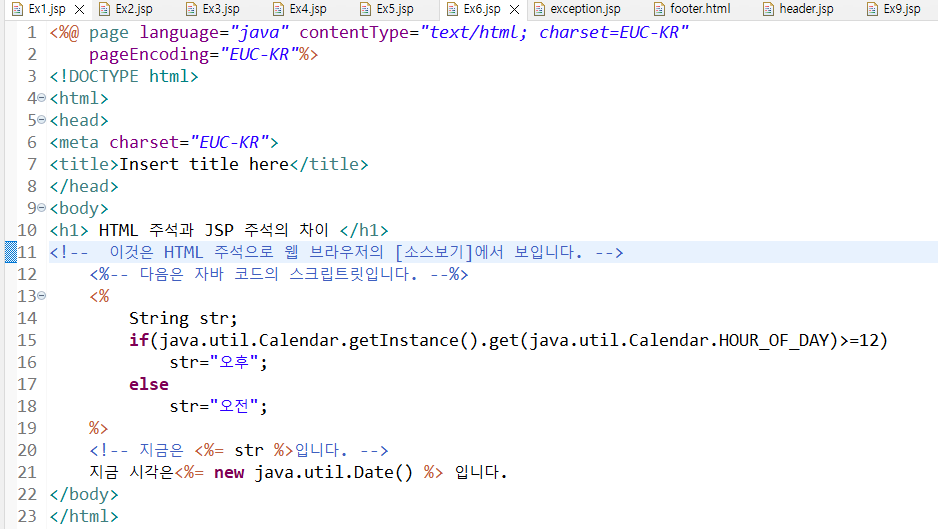 Ex1.jsp Ex2.jsp Ex3.jsp Ex4.jsp Ex5.jsp Ex6.jsp exception.jsp footer.html header.jsp Ex9.jsp
1 <%@ page language="java" contentType="text/html; charset=EUC-KR"
2     pageEncoding="EUC-KR"%>
3 <!DOCTYPE html>
4 <html>
5 <head>
6 <meta charset="EUC-KR">
7 <title>Insert title here</title>
8 </head>
9 <body>
10 <h1> HTML 주석과 JSP 주석의 차이 </h1>
11 <!--  이것은 HTML 주석으로 웹 브라우저의 [소스보기]에서 보입니다. -->
12     <%-- 다음은 자바 코드의 스크립트릿입니다. --%>
13     <%
14         String str;
15         if(java.util.Calendar.getInstance().get(java.util.Calendar.HOUR_OF_DAY)>=12)
16             str="오후";
17         else
18             str="오전";
19     %>
20     <!-- 지금은 <%= str %>입니다. -->
21     지금 시각은<%= new java.util.Date() %> 입니다.
22 </body>
23 </html>